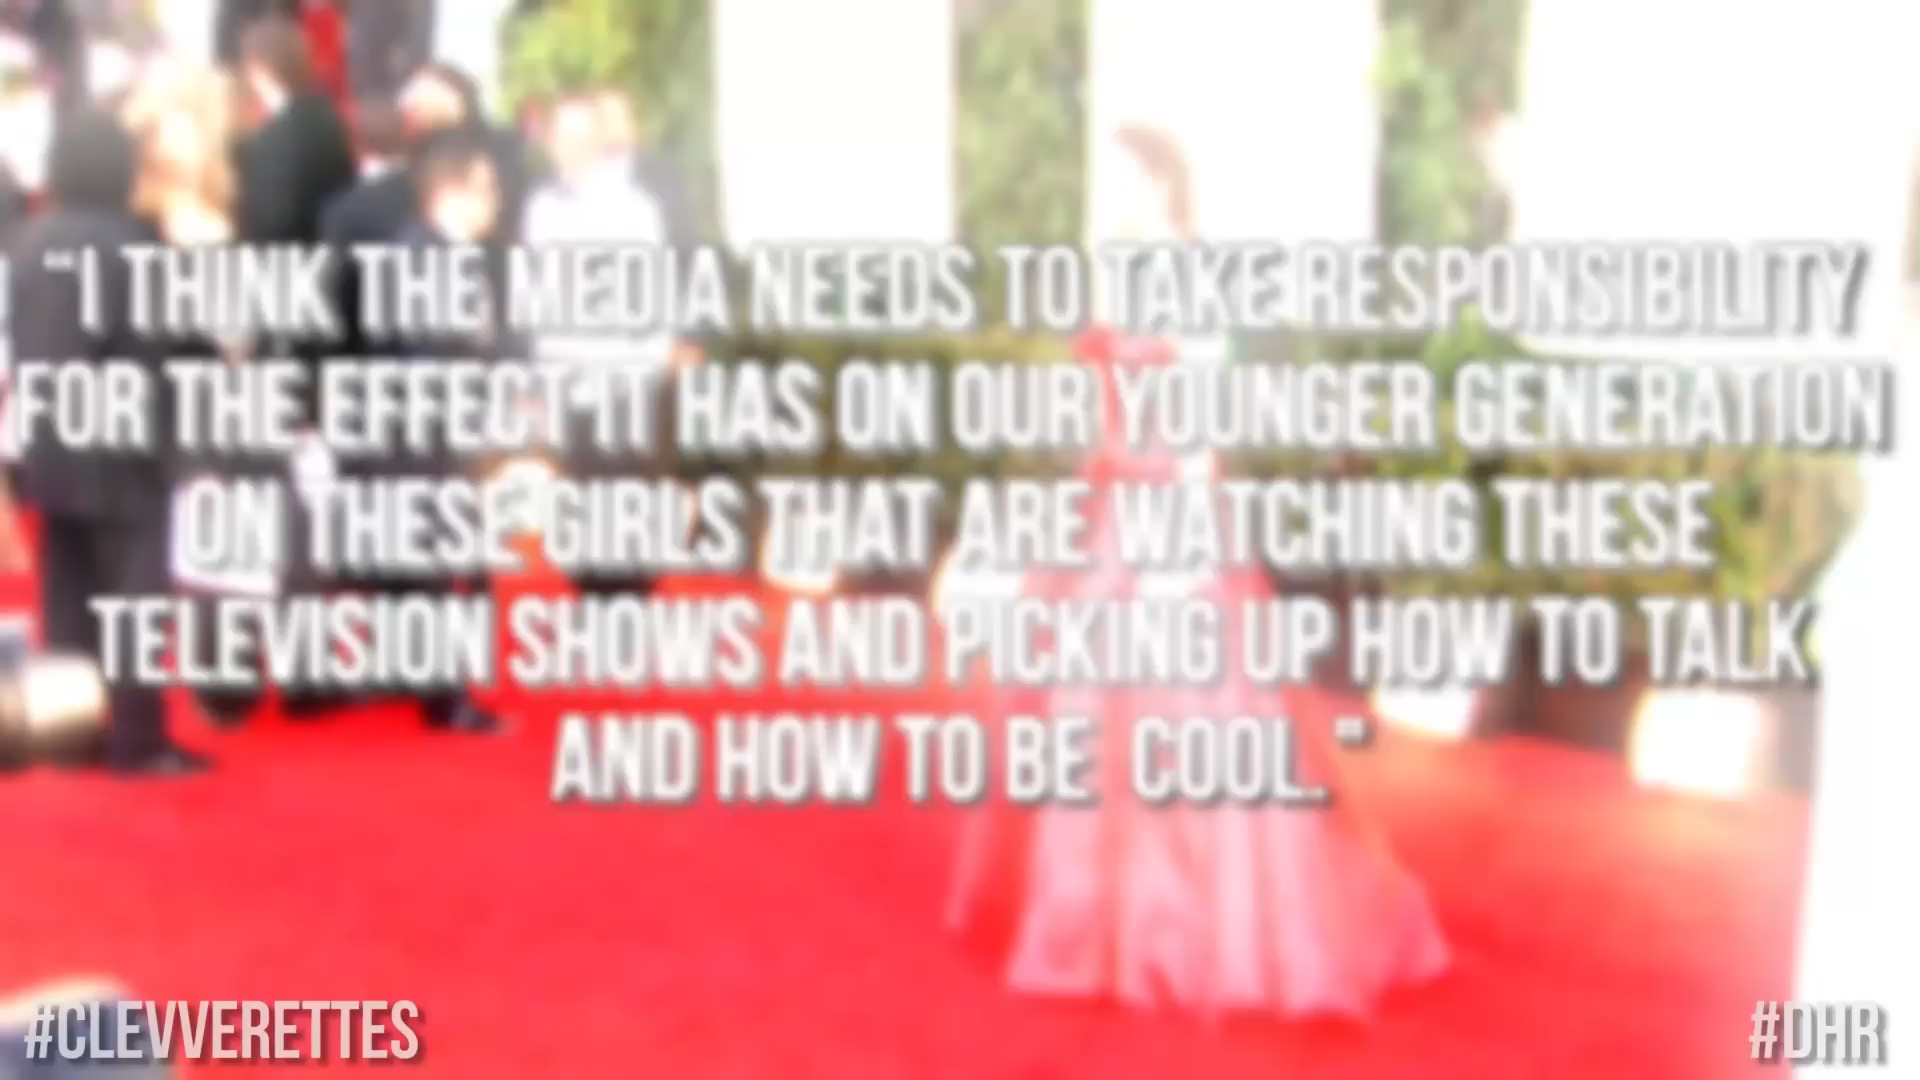 "I THINK THE MEDIA NEEDS TO TAKE RESPONSIBILITY
FOR THE EFFECT IT HAS ON OUR YOUNGER GENERATION
ON THESE GIRLS THAT ARE WATCHING THESE
TELEVISION SHOWS AND PICKING UP HOW TO TALK
AND HOW TO BE COOL."
#CLEVVERETTES
#DHR